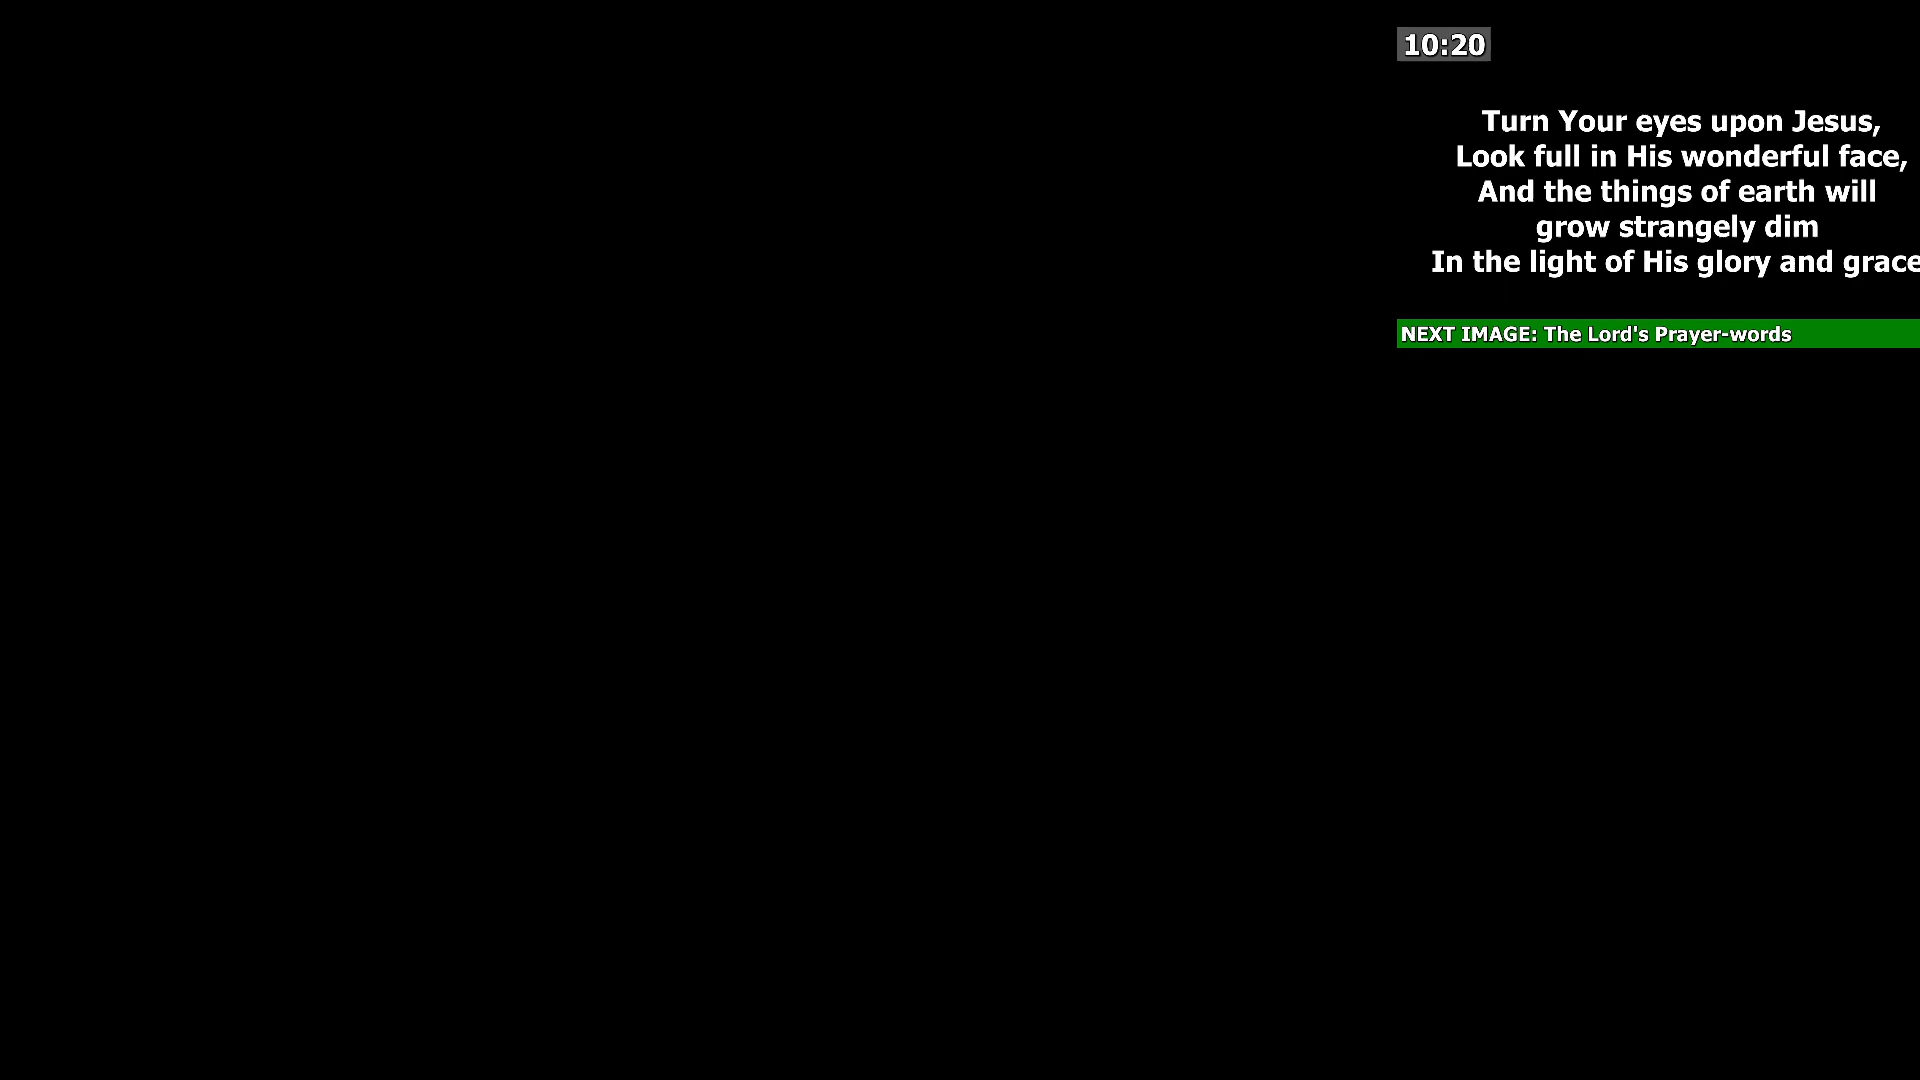 10:20
Turn Your eyes upon Jesus,
Look full in His wonderful face,
And the things of earth will
grow strangely dim
In the light of His glory and grace
NEXT IMAGE: The Lord's Prayer-words